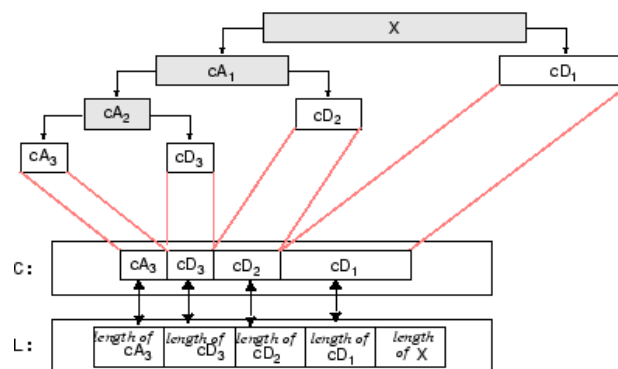 X
cA₁ cD₁
cA₂ cD₂
cA₃ cD₃
C: cA₃ cD₃ cD₂ cD₁
L: length of cA₃ length of cD₃ length of cD₂ length of cD₁ length of X